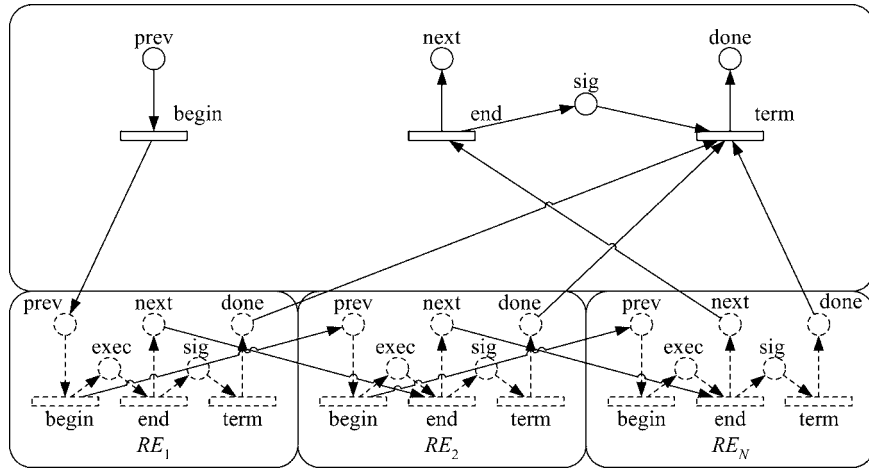 prev next done
sig
begin end term
prev next done prev next done prev next done
exec sig exec sig exec sig
begin end term begin end term begin end term
RE1 RE2 REN